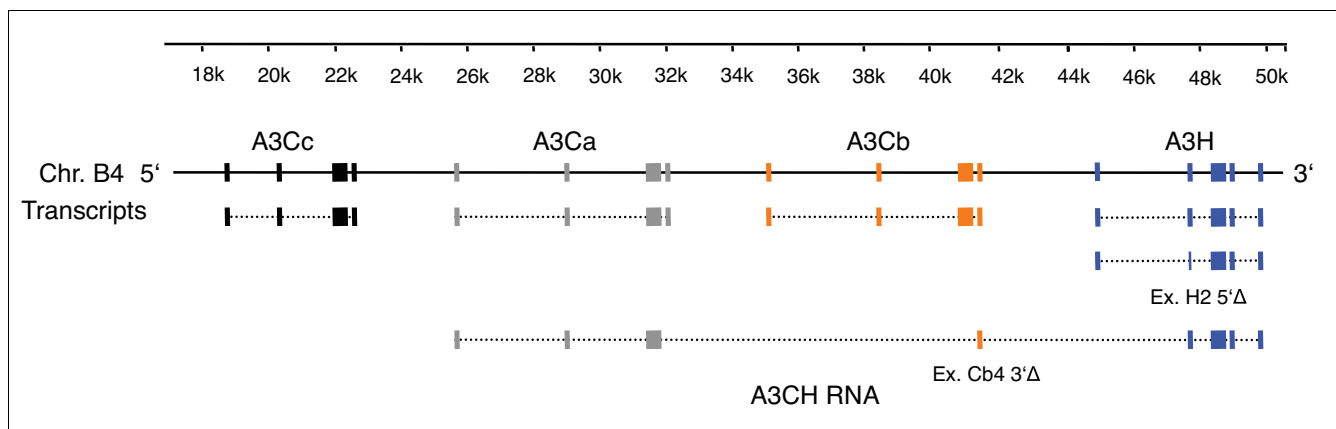 18k 20k 22k 24k 26k 28k 30k 32k 34k 36k 38k 40k 42k 44k 46k 48k 50k
A3Cc A3Ca A3Cb A3H
Chr. B4 5‘ 3‘
Transcripts
Ex. H2 5‘Δ
Ex. Cb4 3‘Δ
A3CH RNA